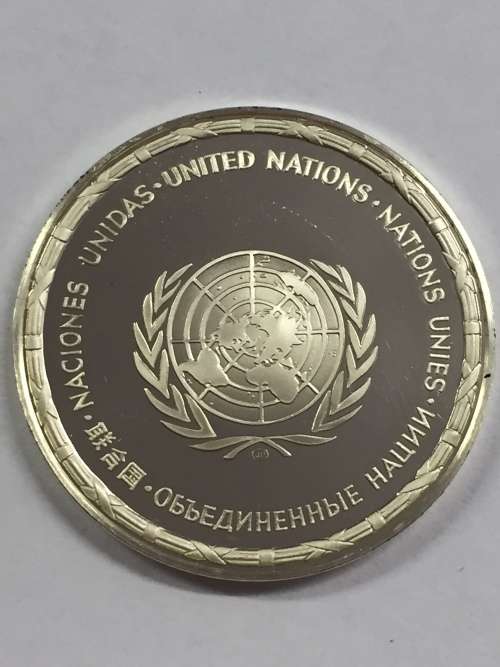 NACIONES UNIDAS · UNITED NATIONS · NATIONS UNIES · ОБЪЕДИНЕННЫЕ НАЦИИ · 联合国 ·